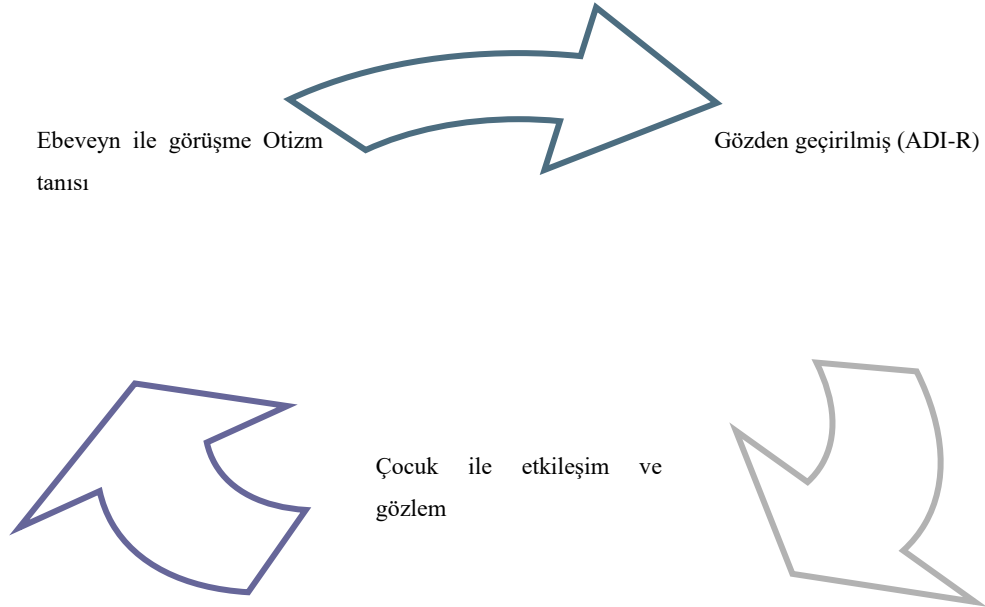 Ebeveyn ile görüşme Otizm
tanısı
Gözden geçirilmiş (ADI-R)
Çocuk ile etkileşim ve
gözlem